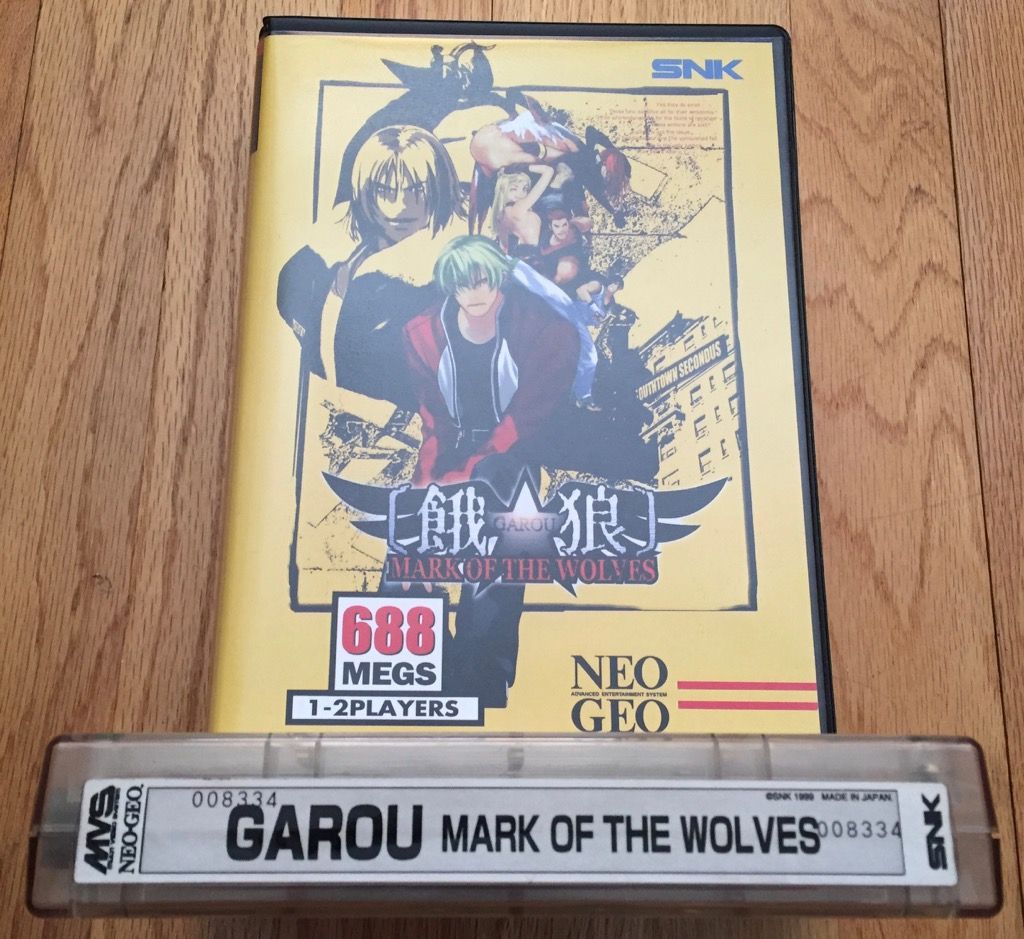 SNK
OUTHTOWN SECONDUS
[餓 GAROU 狼]
MARK OF THE WOLVES
688
MEGS
1-2PLAYERS
NEO
ADVANCED ENTERTAINMENT SYSTEM
GEO
MVS
NEO·GEO.
008334
GAROU MARK OF THE WOLVES
©SNK 1999 MADE IN JAPAN.
008334
SNK